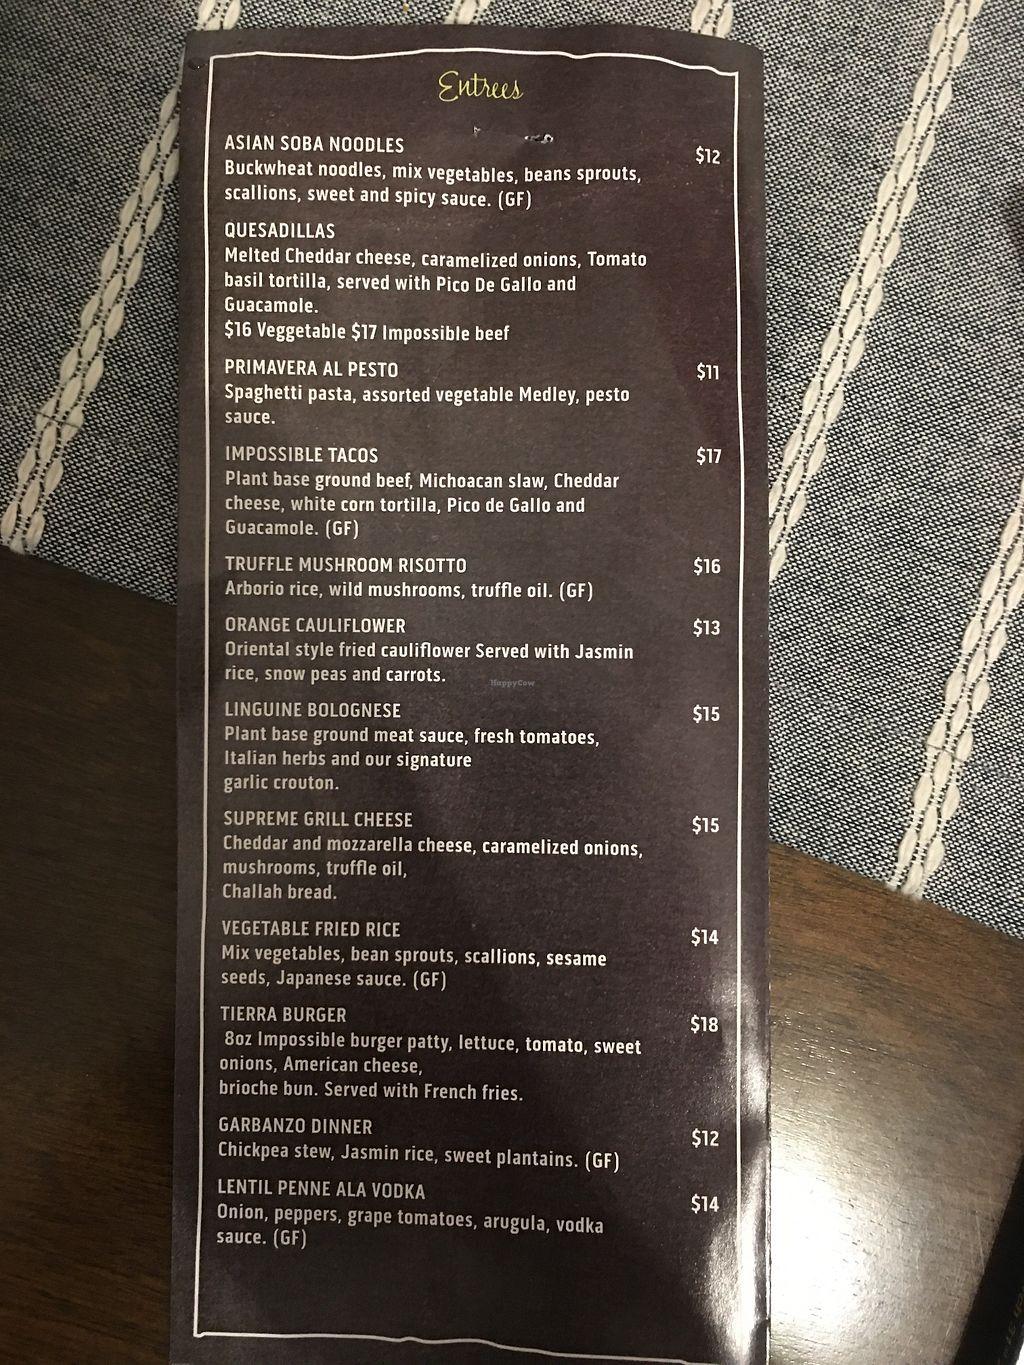 Entrees
ASIAN SOBA NOODLES $12
Buckwheat noodles, mix vegetables, beans sprouts,
scallions, sweet and spicy sauce. (GF)
QUESADILLAS
Melted Cheddar cheese, caramelized onions, Tomato
basil tortilla, served with Pico De Gallo and
Guacamole.
$16 Veggetable $17 Impossible beef
PRIMAVERA AL PESTO $11
Spaghetti pasta, assorted vegetable Medley, pesto
sauce.
IMPOSSIBLE TACOS $17
Plant base ground beef, Michoacan slaw, Cheddar
cheese, white corn tortilla, Pico de Gallo and
Guacamole. (GF)
TRUFFLE MUSHROOM RISOTTO $16
Arborio rice, wild mushrooms, truffle oil. (GF)
ORANGE CAULIFLOWER $13
Oriental style fried cauliflower Served with Jasmin
rice, snow peas and carrots.
HappyCow
LINGUINE BOLOGNESE $15
Plant base ground meat sauce, fresh tomatoes,
Italian herbs and our signature
garlic crouton.
SUPREME GRILL CHEESE $15
Cheddar and mozzarella cheese, caramelized onions,
mushrooms, truffle oil,
Challah bread.
VEGETABLE FRIED RICE $14
Mix vegetables, bean sprouts, scallions, sesame
seeds, Japanese sauce. (GF)
TIERRA BURGER $18
8oz Impossible burger patty, lettuce, tomato, sweet
onions, American cheese,
brioche bun. Served with French fries.
GARBANZO DINNER $12
Chickpea stew, Jasmin rice, sweet plantains. (GF)
LENTIL PENNE ALA VODKA $14
Onion, peppers, grape tomatoes, arugula, vodka
sauce. (GF)